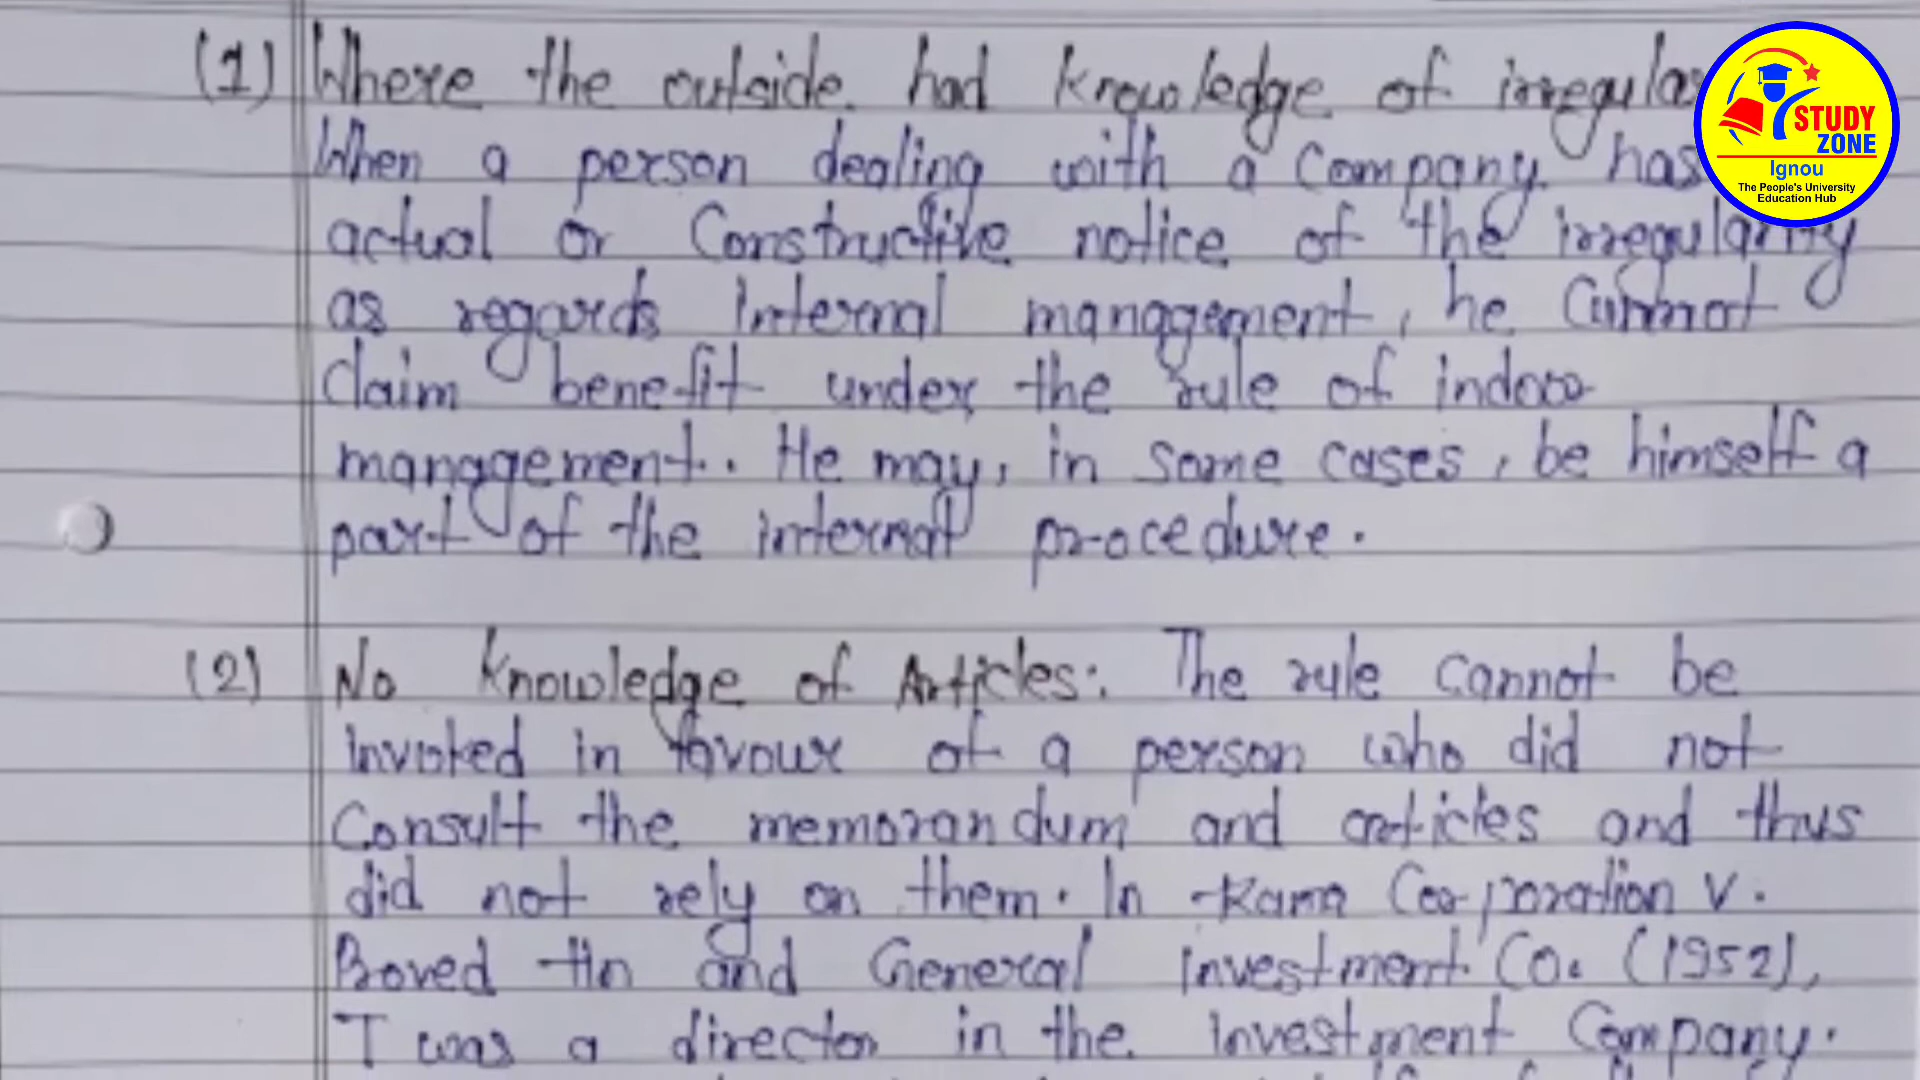 (1) Where the outside had knowledge of irregular
When a person dealing with a Company has
actual or Constructive notice of the irregularity
as regards internal management, he Cannot
Claim benefit under the rule of indoor
management. He may, in some cases, be himself a
part of the internal procedure.
(2) No knowledge of Articles: The rule cannot be
invoked in favour of a person who did not
Consult the memorandum and articles and thus
did not rely on them. In Rama Corporation v.
Proved tin and General investment Co. (1952),
T was a director in the investment Company.
STUDY
ZONE
Ignou
The People's University
Education Hub